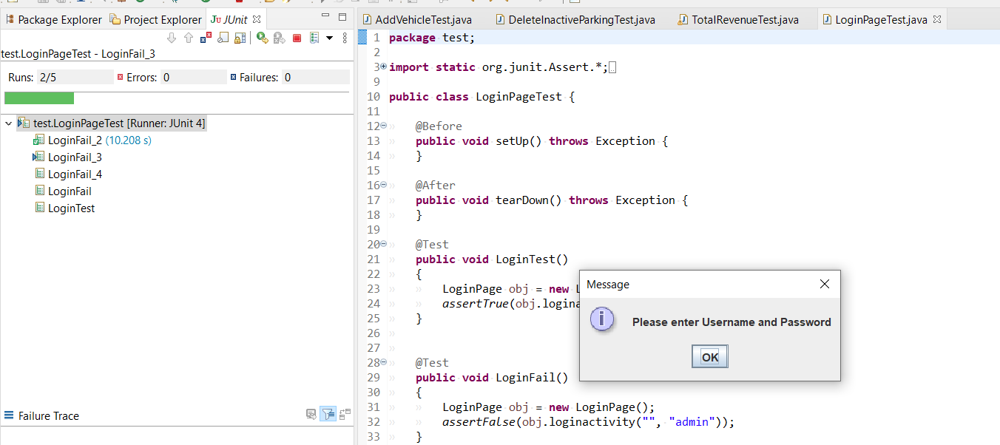 Package Explorer Project Explorer JUnit
test.LoginPageTest - LoginFail_3
Runs: 2/5 Errors: 0 Failures: 0
test.LoginPageTest [Runner: JUnit 4]
LoginFail_2 (10.208 s)
LoginFail_3
LoginFail_4
LoginFail
LoginTest
Failure Trace
AddVehicleTest.java DeleteInactiveParkingTest.java TotalRevenueTest.java LoginPageTest.java
1 package test;
2
3 import static org.junit.Assert.*;
9
10 public class LoginPageTest {
11
12 @Before
13 public void setUp() throws Exception {
14 }
15
16 @After
17 public void tearDown() throws Exception {
18 }
19
20 @Test
21 public void LoginTest()
22 {
23 LoginPage obj = new L
24 assertTrue(obj.logina
25 }
26
27
28 @Test
29 public void LoginFail()
30 {
31 LoginPage obj = new LoginPage();
32 assertFalse(obj.loginactivity("", "admin"));
33 }
Message
Please enter Username and Password
OK